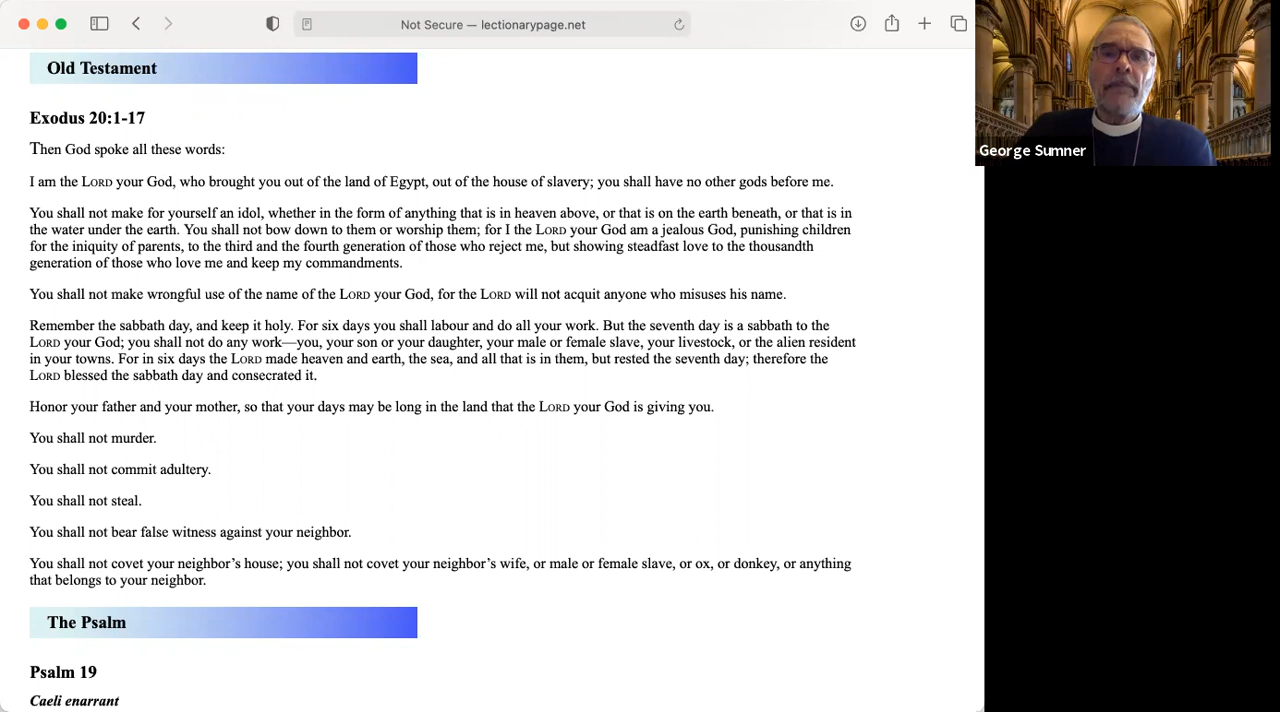 Not Secure — lectionarypage.net
Old Testament
Exodus 20:1-17
Then God spoke all these words:
I am the LORD your God, who brought you out of the land of Egypt, out of the house of slavery; you shall have no other gods before me.
You shall not make for yourself an idol, whether in the form of anything that is in heaven above, or that is on the earth beneath, or that is in
the water under the earth. You shall not bow down to them or worship them; for I the LORD your God am a jealous God, punishing children
for the iniquity of parents, to the third and the fourth generation of those who reject me, but showing steadfast love to the thousandth
generation of those who love me and keep my commandments.
You shall not make wrongful use of the name of the LORD your God, for the LORD will not acquit anyone who misuses his name.
Remember the sabbath day, and keep it holy. For six days you shall labour and do all your work. But the seventh day is a sabbath to the
LORD your God; you shall not do any work—you, your son or your daughter, your male or female slave, your livestock, or the alien resident
in your towns. For in six days the LORD made heaven and earth, the sea, and all that is in them, but rested the seventh day; therefore the
LORD blessed the sabbath day and consecrated it.
Honor your father and your mother, so that your days may be long in the land that the LORD your God is giving you.
You shall not murder.
You shall not commit adultery.
You shall not steal.
You shall not bear false witness against your neighbor.
You shall not covet your neighbor’s house; you shall not covet your neighbor’s wife, or male or female slave, or ox, or donkey, or anything
that belongs to your neighbor.
The Psalm
Psalm 19
Caeli enarrant
George Sumner